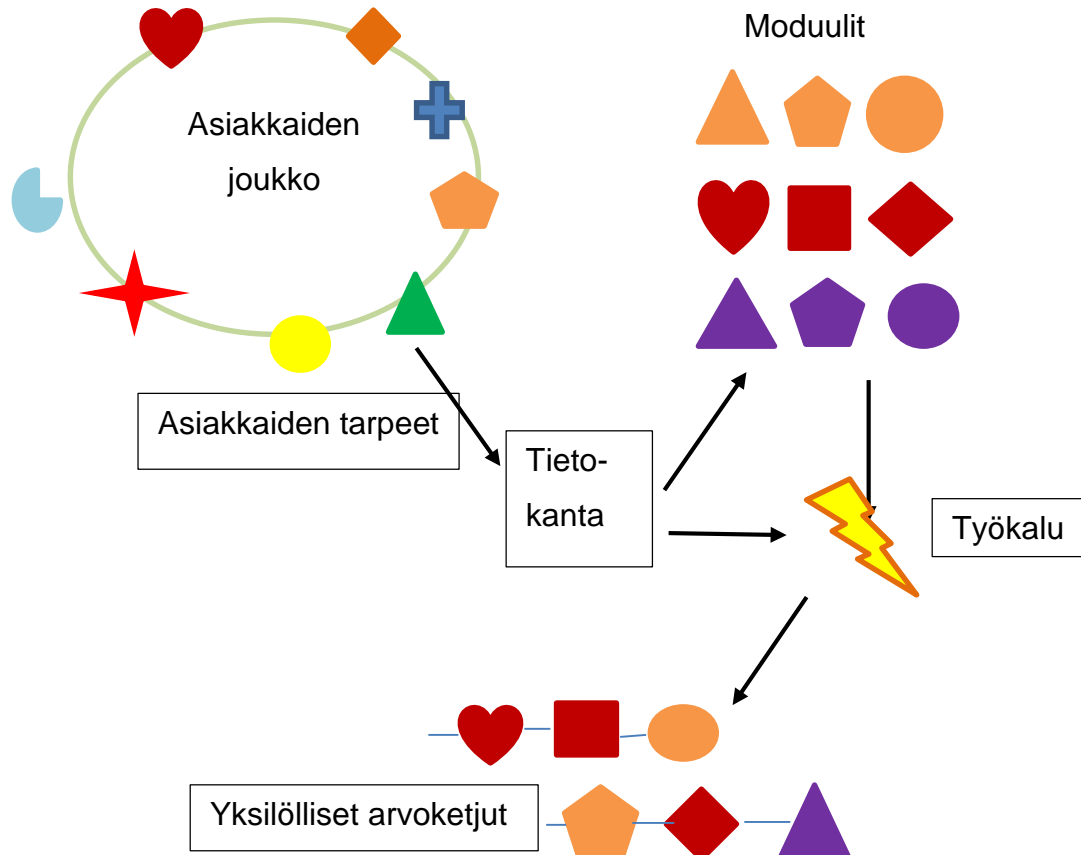 Moduulit
Asiakkaiden
joukko
Asiakkaiden tarpeet
Tieto-
kanta
Työkalu
Yksilölliset arvoketjut